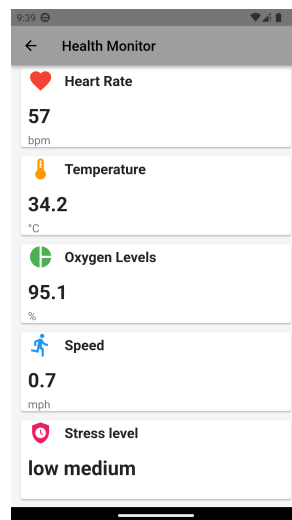 9:39
Health Monitor
Heart Rate
57
bpm
Temperature
34.2
°C
Oxygen Levels
95.1
%
Speed
0.7
mph
Stress level
low medium